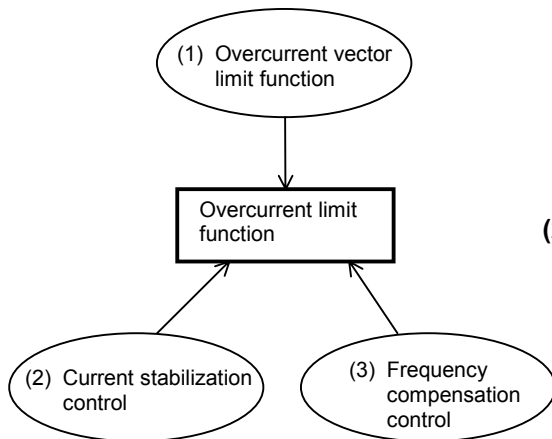 (1) Overcurrent vector
limit function
Overcurrent limit
function
(2) Current stabilization
control
(3) Frequency
compensation
control